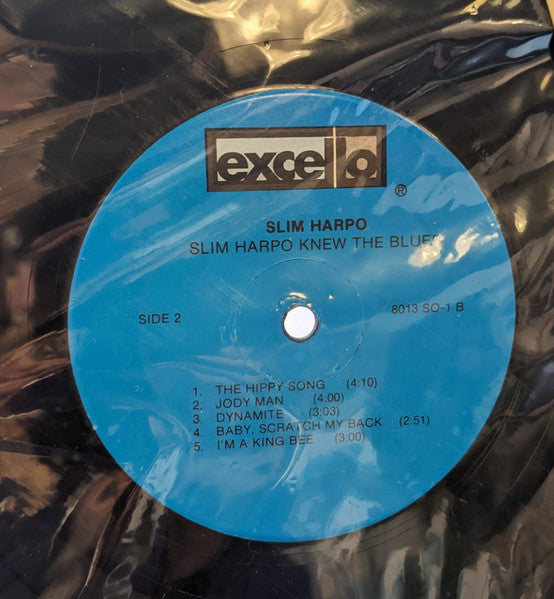 excello
®
SLIM HARPO
SLIM HARPO KNEW THE BLUES
SIDE 2
8013 SO-1 B
1. THE HIPPY SONG (4:10)
2. JODY MAN (4:00)
3. DYNAMITE (3:03)
4. BABY, SCRATCH MY BACK (2:51)
5. I'M A KING BEE (3:00)